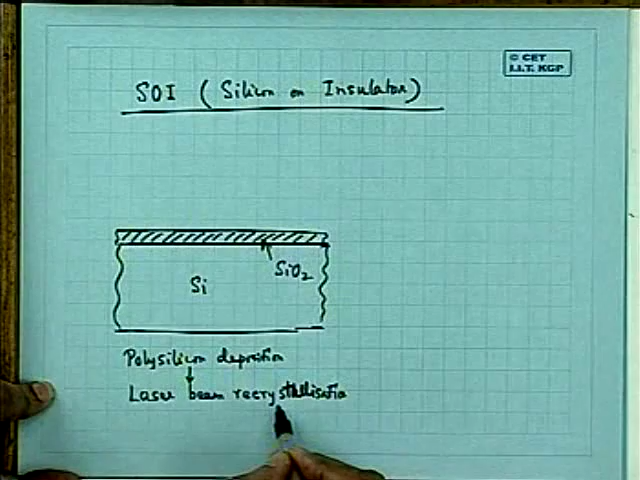 © CET
I.I.T. KGP
SOI (Silicon on Insulator)
SiO2
Si
Polysilicon deposition
Laser beam recrystallisation